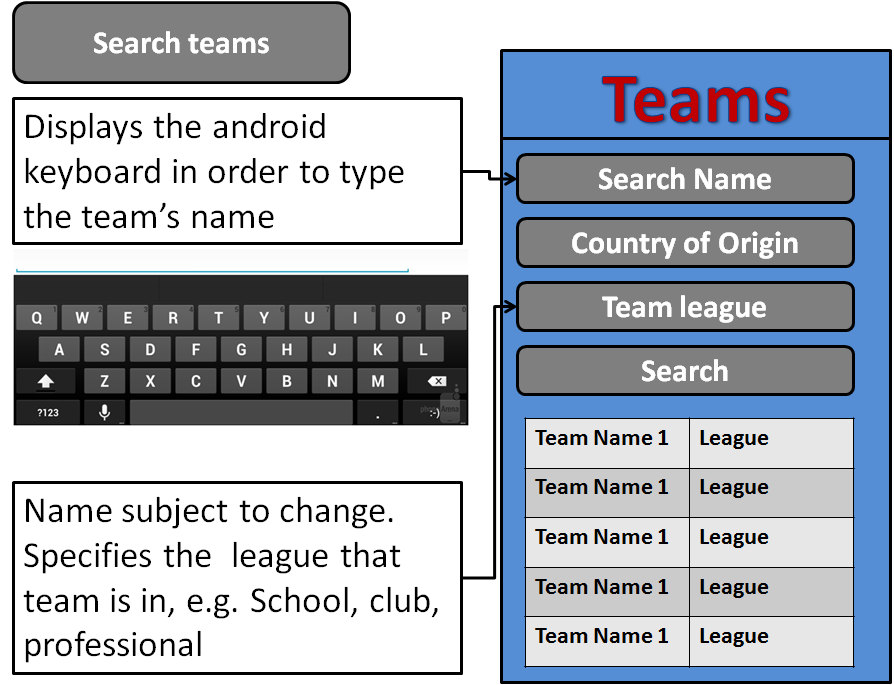 Search teams
Displays the android
keyboard in order to type
the team’s name
Q W E R T Y U I O P
A S D F G H J K L
Z X C V B N M
?123 . :-)
Name subject to change.
Specifies the  league that
team is in, e.g. School, club,
professional
Teams
Search Name
Country of Origin
Team league
Search
Team Name 1 League
Team Name 1 League
Team Name 1 League
Team Name 1 League
Team Name 1 League